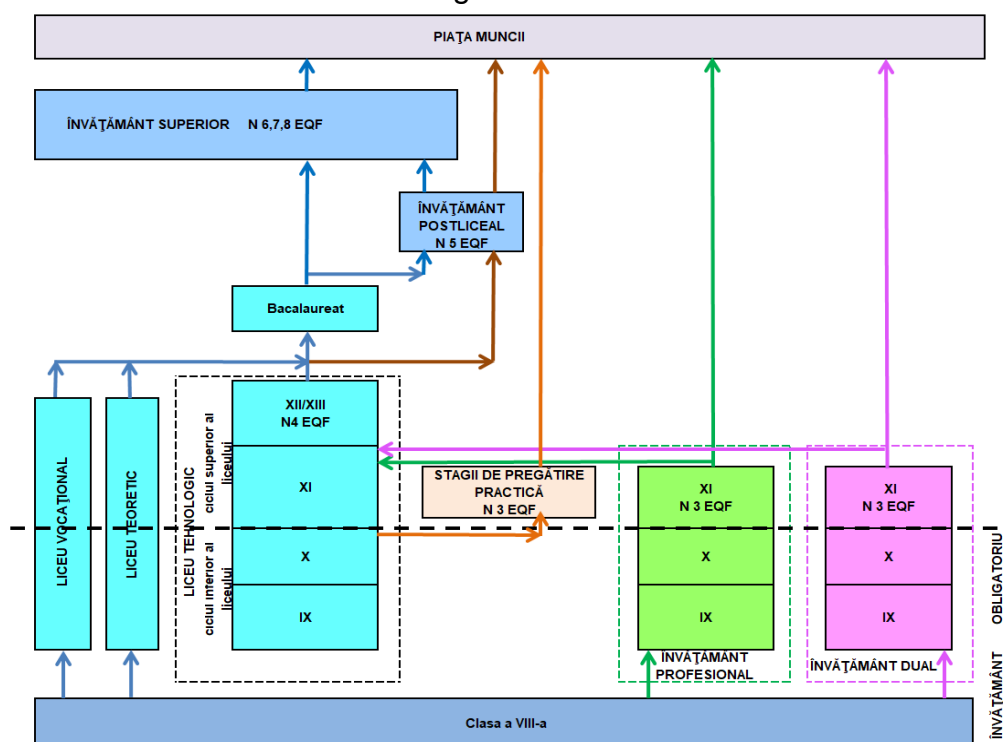 PIAŢA MUNCII
ÎNVĂŢĂMÂNT SUPERIOR N 6,7,8 EQF
ÎNVĂŢĂMÂNT
POSTLICEAL
N 5 EQF
Bacalaureat
LICEU VOCAŢIONAL
LICEU TEORETIC
LICEU TEHNOLOGIC
ciclul superior al
liceului
ciclul inferior al
liceului
XII/XIII
N4 EQF
XI
X
IX
STAGII DE PREGĂTIRE
PRACTICĂ
N 3 EQF
XI
N 3 EQF
X
IX
ÎNVĂŢĂMÂNT
PROFESIONAL
XI
N 3 EQF
X
IX
ÎNVĂŢĂMÂNT DUAL
ÎNVĂŢĂMÂNT OBLIGATORIU
Clasa a VIII-a